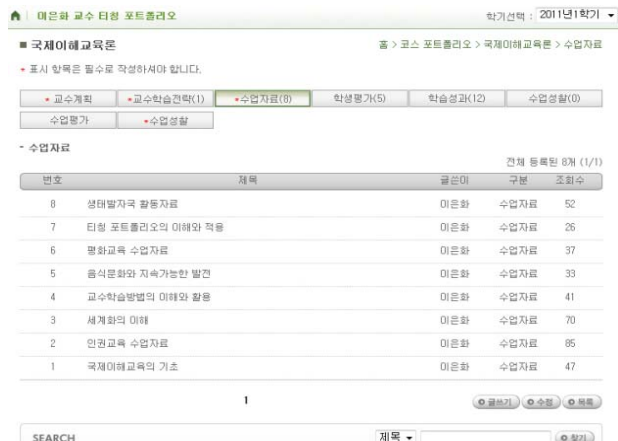 이은화 교수 티칭 포트폴리오 학기선택 : 2011년1학기
국제이해교육론 홈 > 코스 포트폴리오 > 국제이해교육론 > 수업자료
표시 항목은 필수로 작성하셔야 합니다.
교수계획 교수학습전략(1) 수업자료(8) 학생평가(5) 학습성과(12) 수업성찰(0)
수업평가 수업성찰
- 수업자료
전체 등록된 8개 (1/1)
번호 제목 글쓴이 구분 조회수
8 생태발자국 활동자료 이은화 수업자료 52
7 티칭 포트폴리오의 이해와 적용 이은화 수업자료 26
6 평화교육 수업자료 이은화 수업자료 37
5 음식문화와 지속가능한 발전 이은화 수업자료 33
4 교수학습방법의 이해와 활용 이은화 수업자료 41
3 세계화의 이해 이은화 수업자료 70
2 인권교육 수업자료 이은화 수업자료 85
1 국제이해교육의 기초 이은화 수업자료 47
1 글쓰기 수정 목록
SEARCH 제목 찾기